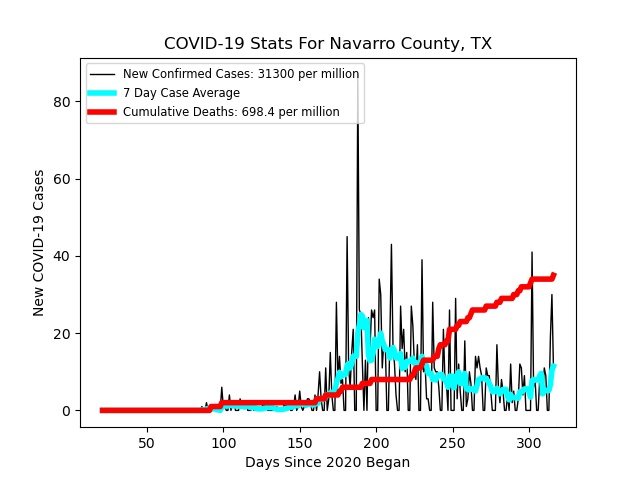 COVID-19 Stats For Navarro County, TX
New Confirmed Cases: 31300 per million
7 Day Case Average
Cumulative Deaths: 698.4 per million
New COVID-19 Cases
80
60
40
20
0
50 100 150 200 250 300
Days Since 2020 Began